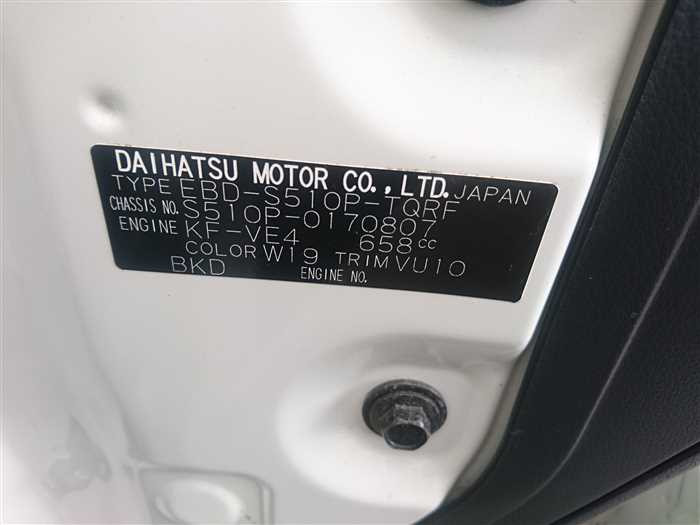 DAIHATSU MOTOR CO., LTD. JAPAN
TYPE EBD-S510P-TQRF
CHASSIS NO. S510P-0170807
ENGINE KF-VE4 658cc
COLOR W19 TRIM VU10
BKD ENGINE NO.